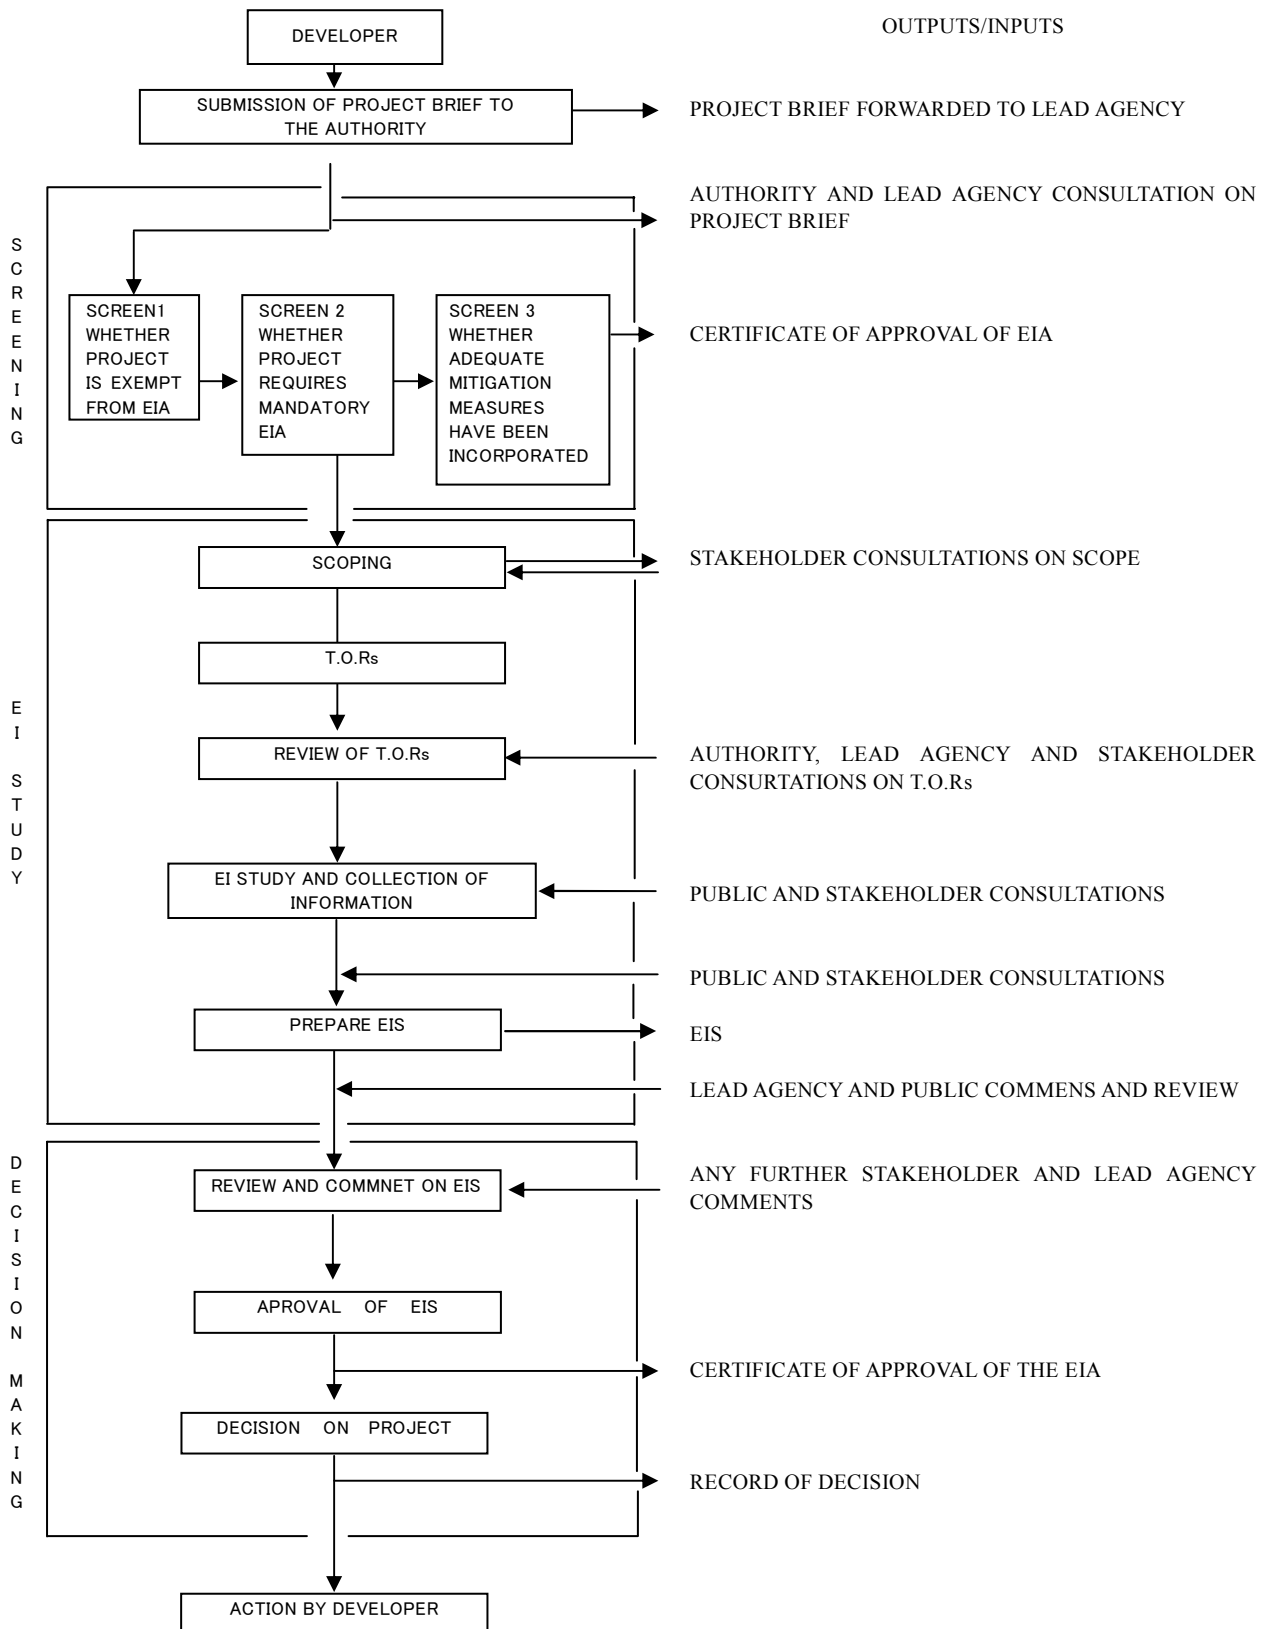 OUTPUTS/INPUTS
DEVELOPER
SUBMISSION OF PROJECT BRIEF TO
THE AUTHORITY
PROJECT BRIEF FORWARDED TO LEAD AGENCY
AUTHORITY AND LEAD AGENCY CONSULTATION ON
PROJECT BRIEF
SCREENING
SCREEN1
WHETHER
PROJECT
IS EXEMPT
FROM EIA
SCREEN 2
WHETHER
PROJECT
REQUIRES
MANDATORY
EIA
SCREEN 3
WHETHER
ADEQUATE
MITIGATION
MEASURES
HAVE BEEN
INCORPORATED
CERTIFICATE OF APPROVAL OF EIA
EI STUDY
SCOPING
STAKEHOLDER CONSULTATIONS ON SCOPE
T.O.Rs
REVIEW OF T.O.Rs
AUTHORITY, LEAD AGENCY AND STAKEHOLDER
CONSURTATIONS ON T.O.Rs
EI STUDY AND COLLECTION OF
INFORMATION
PUBLIC AND STAKEHOLDER CONSULTATIONS
PUBLIC AND STAKEHOLDER CONSULTATIONS
PREPARE EIS
EIS
LEAD AGENCY AND PUBLIC COMMENS AND REVIEW
DECISION MAKING
REVIEW AND COMMNET ON EIS
ANY FURTHER STAKEHOLDER AND LEAD AGENCY
COMMENTS
APROVAL OF EIS
CERTIFICATE OF APPROVAL OF THE EIA
DECISION ON PROJECT
RECORD OF DECISION
ACTION BY DEVELOPER